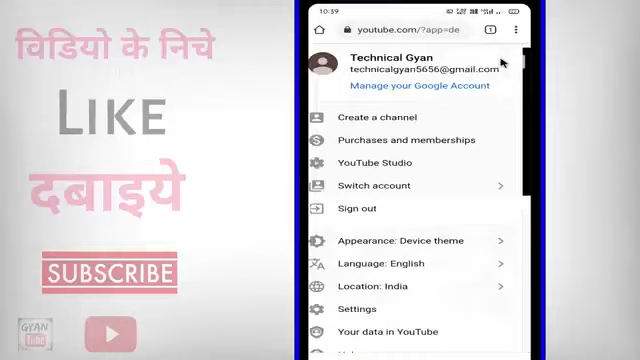 विडियो के निचे
LIKE
दबाइये
SUBSCRIBE
GYAN
Tube
10:39
youtube.com/?app=de
1
Technical Gyan
technicalgyan5656@gmail.com
Manage your Google Account
Create a channel
Purchases and memberships
YouTube Studio
Switch account
Sign out
Appearance: Device theme
Language: English
Location: India
Settings
Your data in YouTube